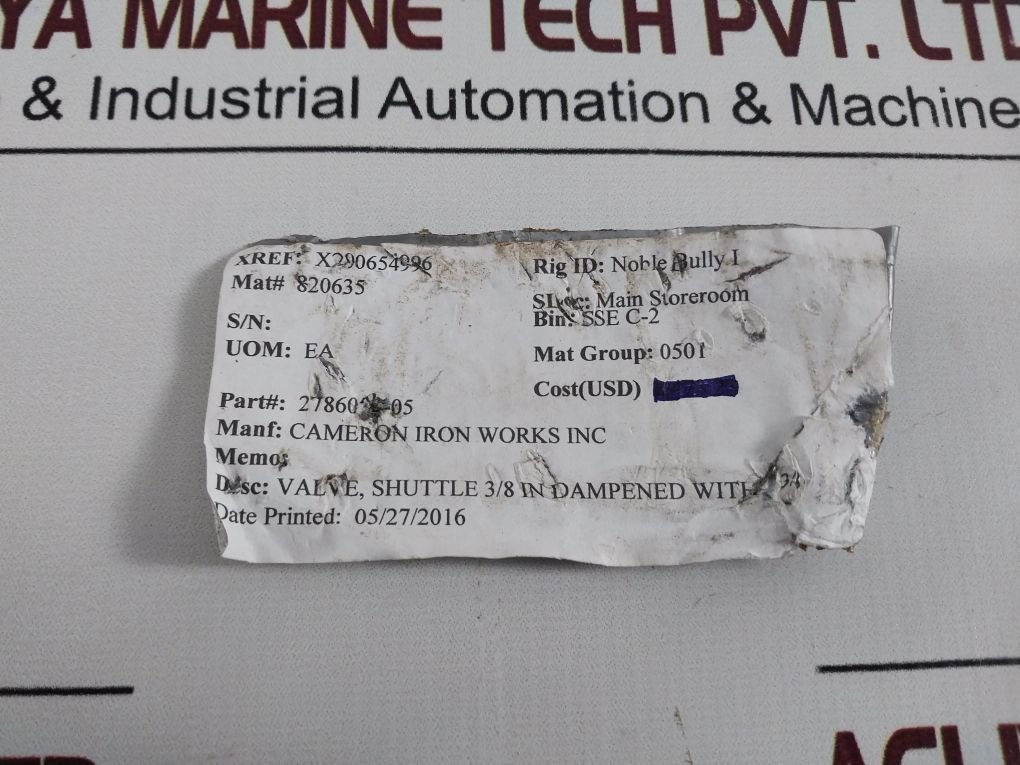 YA MARINE TECH PVT. LTD
& Industrial Automation & Machine
XREF: X290654996
Mat# 820635
S/N:
UOM: EA
Rig ID: Noble Bully I
SLoc: Main Storeroom
Bin: SSE C-2
Mat Group: 0501
Cost(USD)
Part#:
Manf: CAMERON IRON WORKS INC
Memo:
Desc: VALVE, SHUTTLE 3/8 IN DAMPENED WITH
Date Printed: 05/27/2016